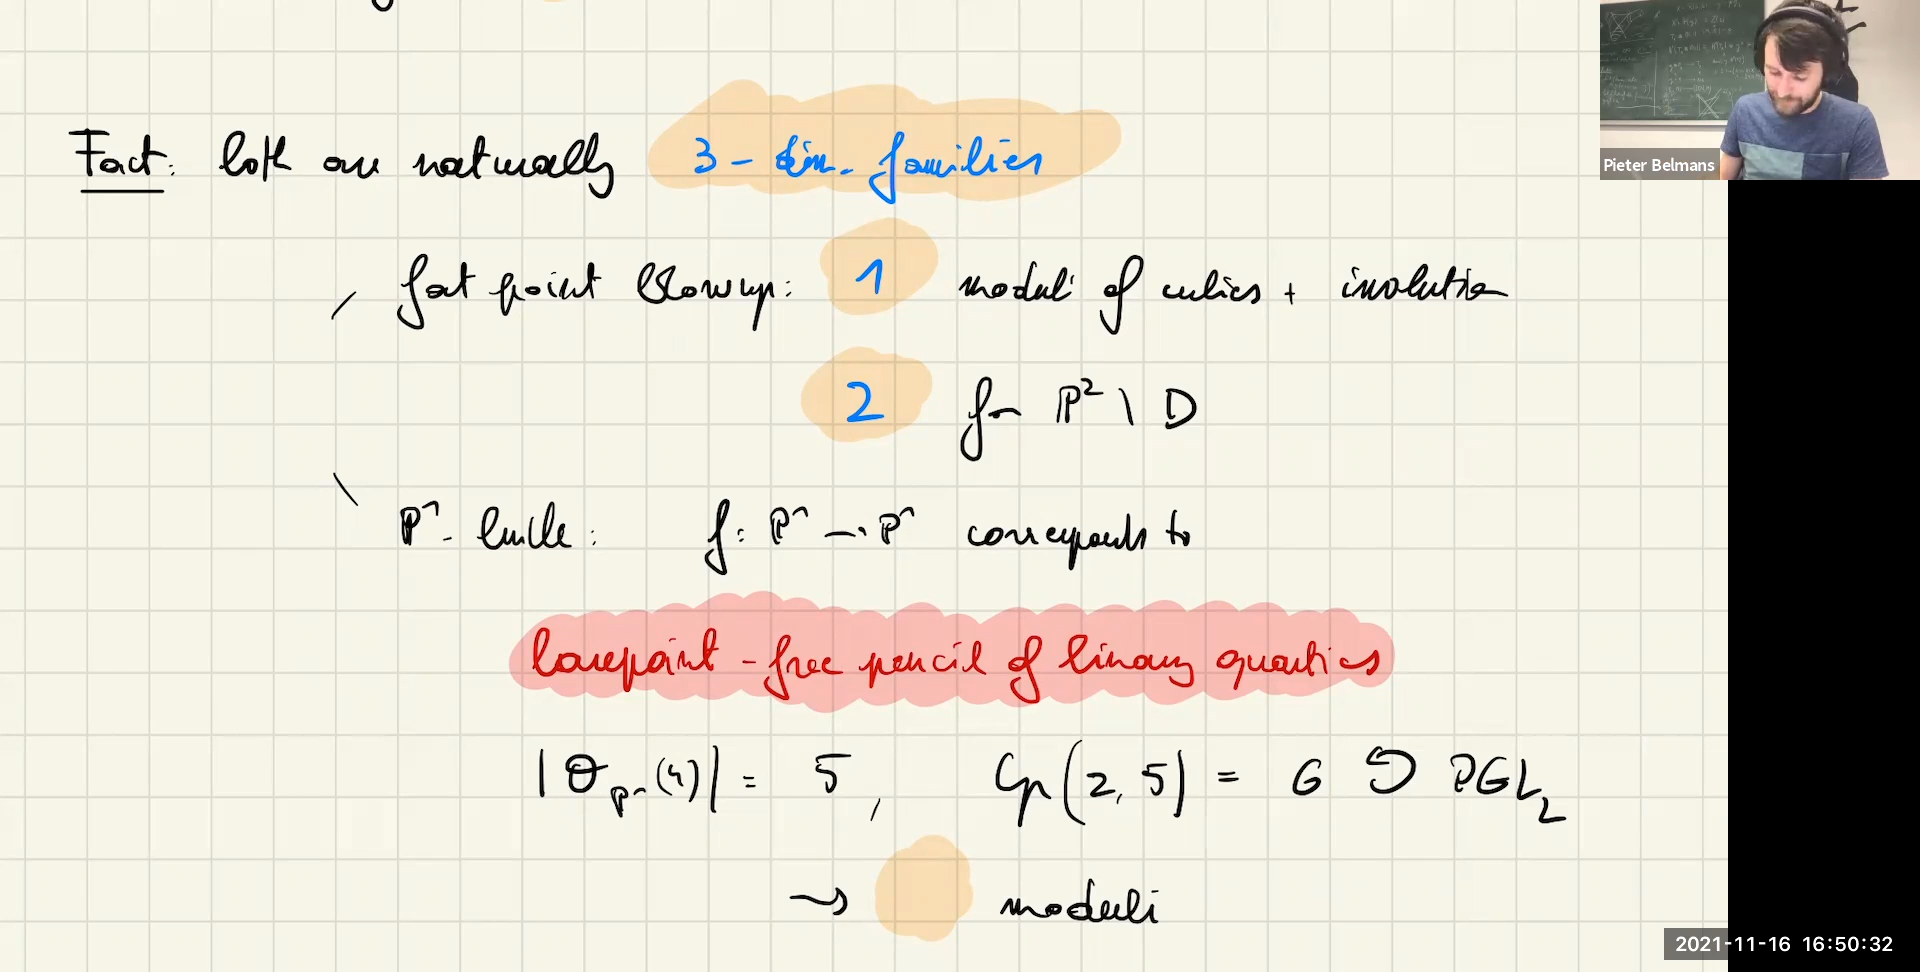 Fact: both are naturally 3-dim. families
Pieter Belmans
fat point blowup: 1 moduli of cubics + involution
2 for ℙ² \ D
ℙ¹-bundle: f: ℙ¹ → ℙ¹ corresponds to
basepoint-free pencil of binary quartics
|𝒪_ℙ¹(4)| = 5, Gr(2,5) = 6 ↺ PGL₂
⇝ moduli
2021-11-16 16:50:32